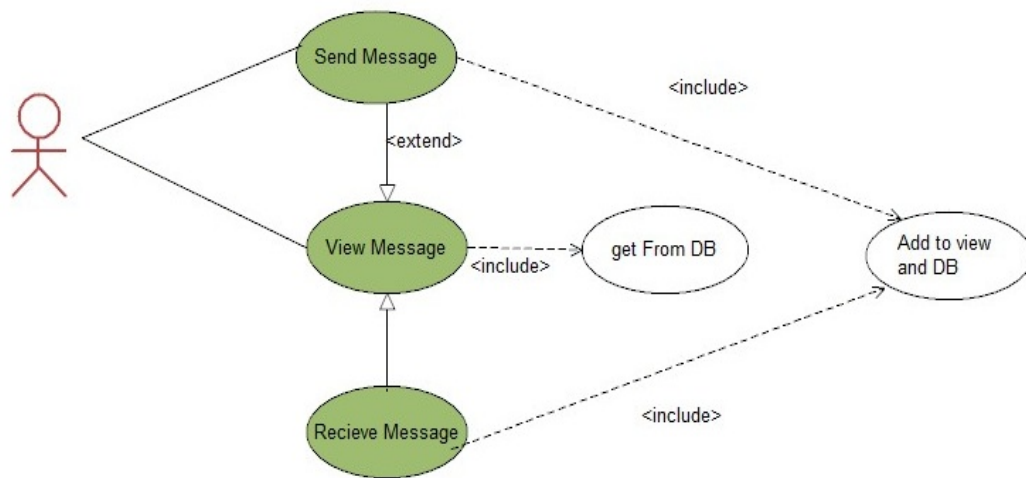 Send Message
<include>
<extend>
View Message
<include>
get From DB
Add to view
and DB
Recieve Message
<include>